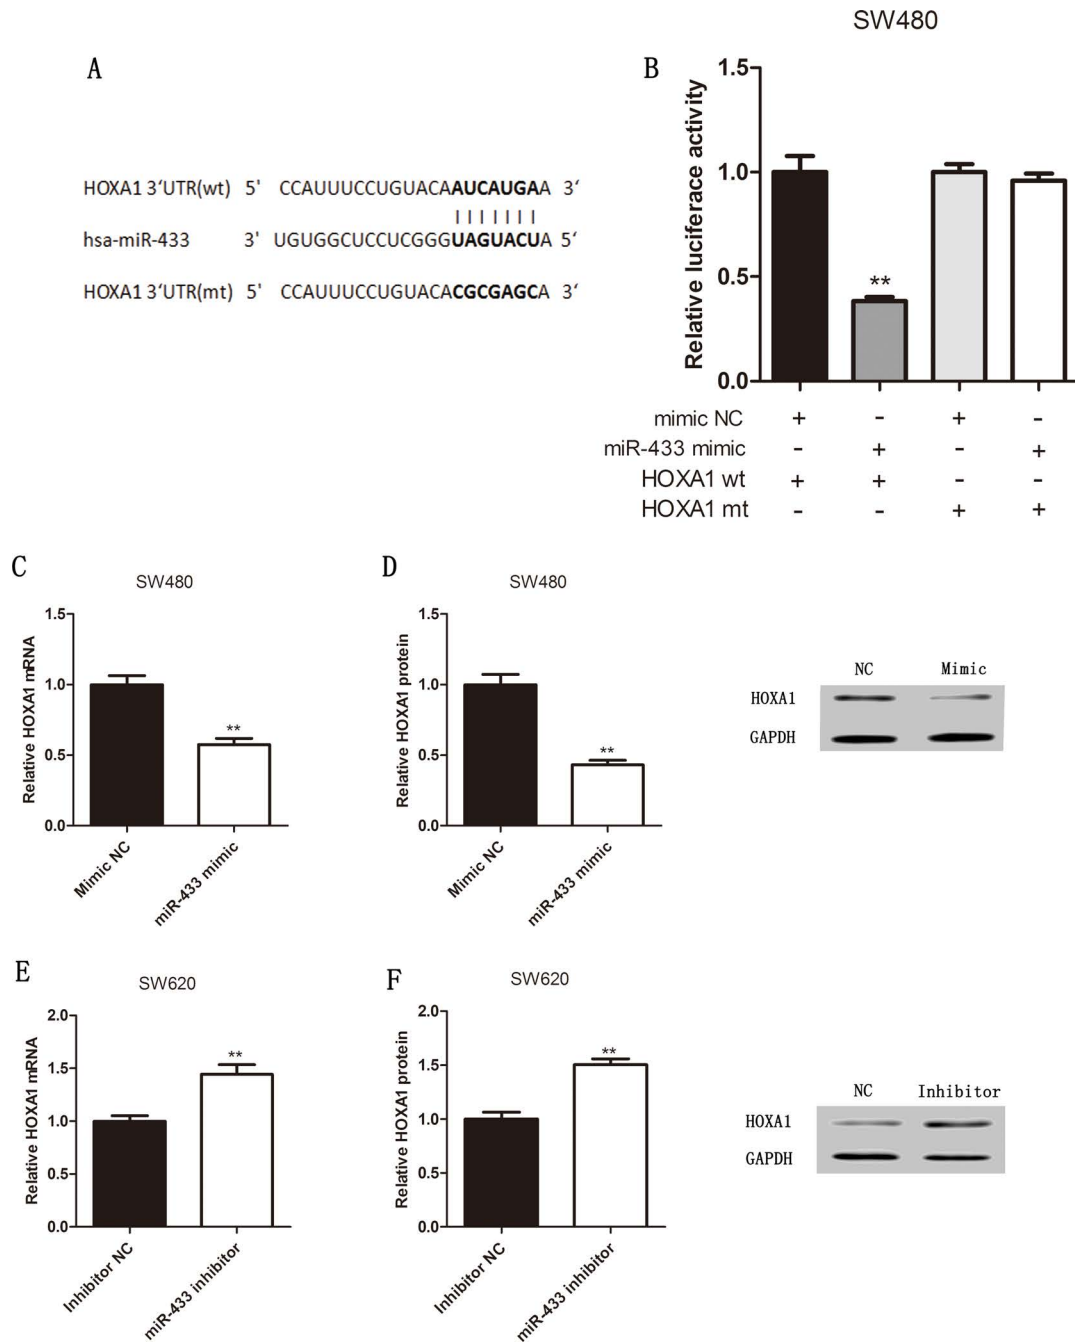 SW480
A
B
HOXA1 3‘UTR(wt) 5' CCAUUUCCUGUACAAUCAUGAA 3‘
hsa-miR-433 3' UGUGGCUCCUCGGGUAGUACUA 5‘
HOXA1 3‘UTR(mt) 5' CCAUUUCCUGUACACGCGAGCA 3‘
Relative luciferace activity
1.5
1.0
0.5
0.0
**
mimic NC + - + -
miR-433 mimic - + - +
HOXA1 wt + + - -
HOXA1 mt - - + +
C
SW480
Relative HOXA1 mRNA
1.5
1.0
0.5
0.0
**
Mimic NC
miR-433 mimic
D
SW480
Relative HOXA1 protein
1.5
1.0
0.5
0.0
**
Mimic NC
miR-433 mimic
NC Mimic
HOXA1
GAPDH
E
SW620
Relative HOXA1 mRNA
2.0
1.5
1.0
0.5
0.0
**
Inhibitor NC
miR-433 inhibitor
F
SW620
Relative HOXA1 protein
2.0
1.5
1.0
0.5
0.0
**
Inhibitor NC
miR-433 inhibitor
NC Inhibitor
HOXA1
GAPDH